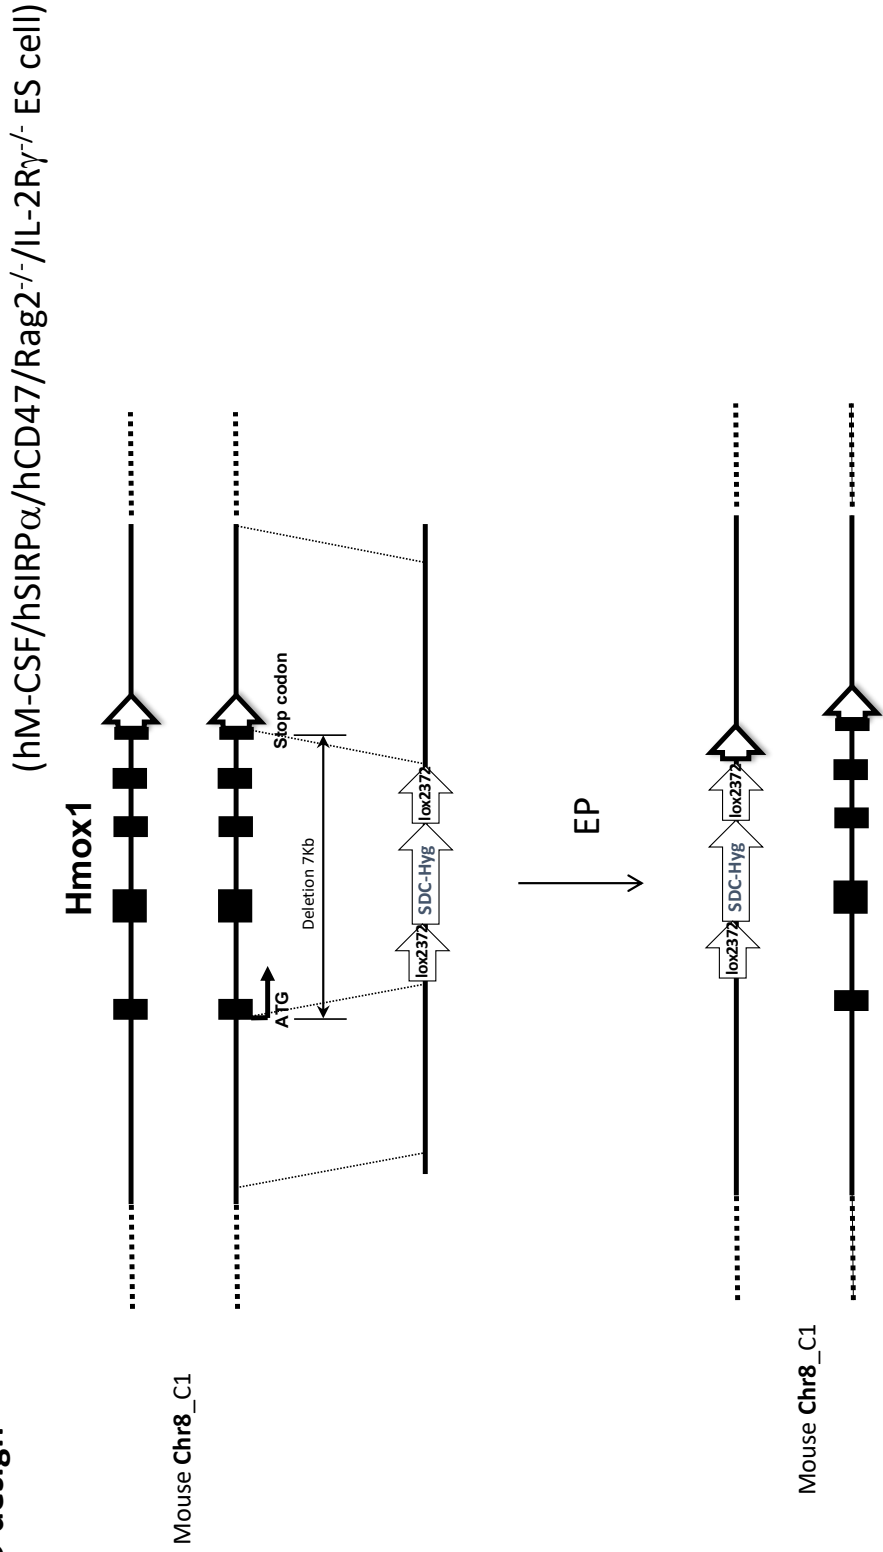 design
(hM-CSF/hSIRPα/hCD47/Rag2-/-/IL-2Rγ-/- ES cell)
Hmox1
Mouse Chr8_C1
ATG
Stop codon
Deletion 7Kb
lox2372
SDC-Hyg
lox2372
EP
lox2372
SDC-Hyg
lox2372
Mouse Chr8_C1